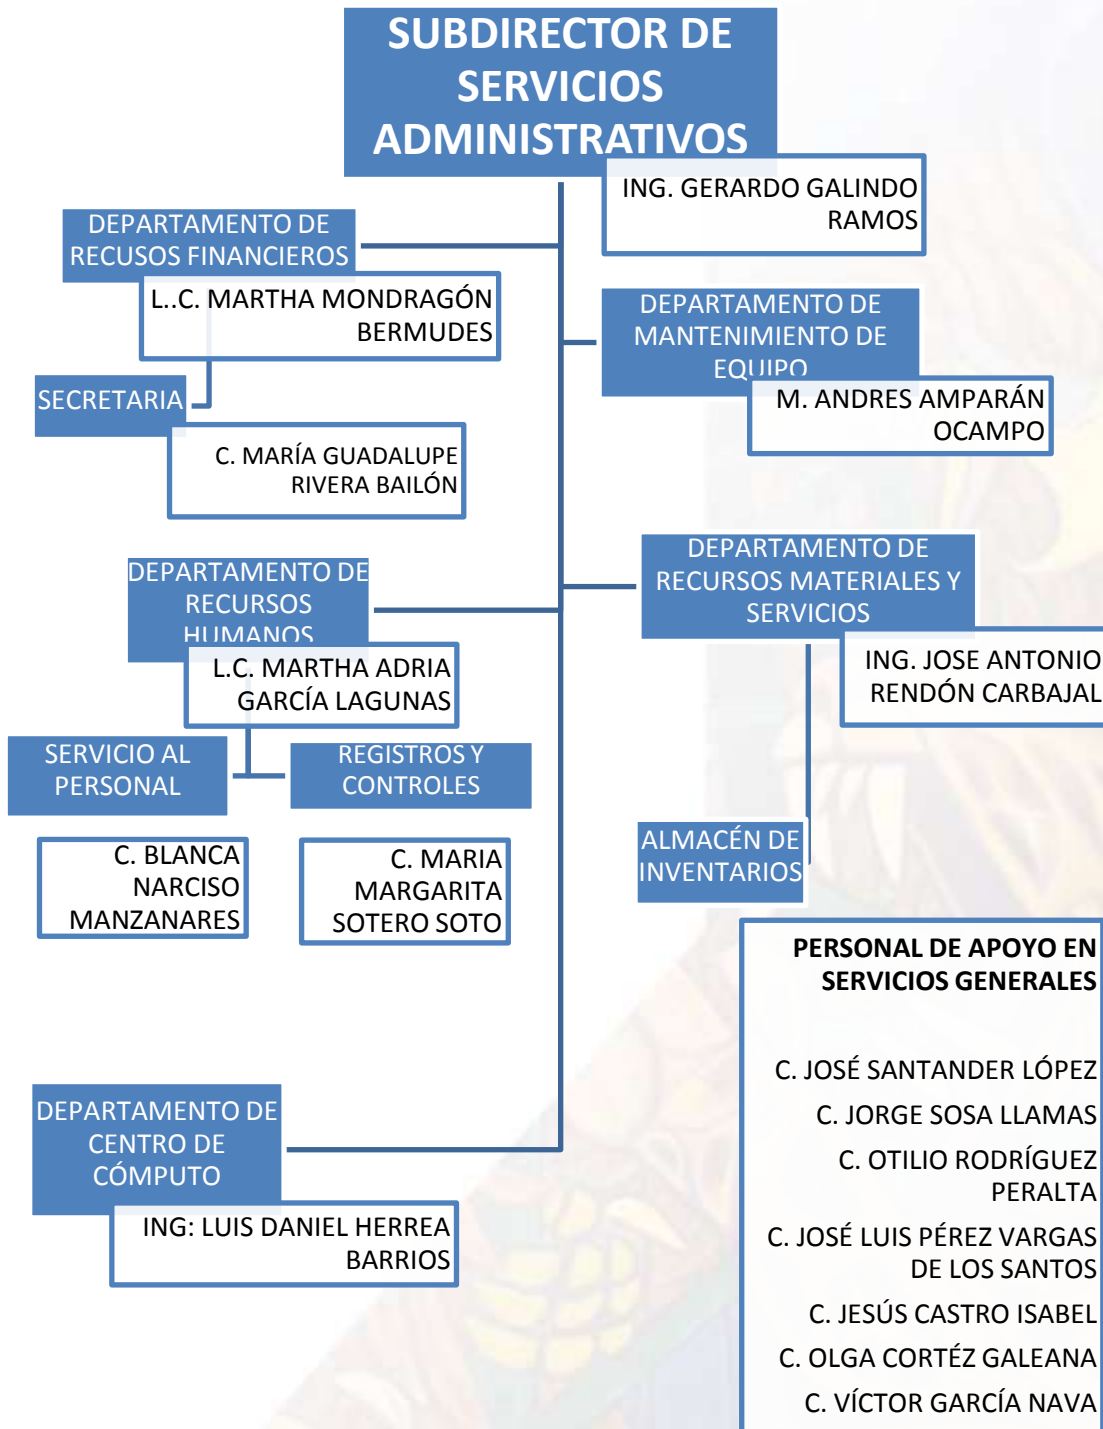 SUBDIRECTOR DE
SERVICIOS
ADMINISTRATIVOS
ING. GERARDO GALINDO
RAMOS
DEPARTAMENTO DE
RECUSOS FINANCIEROS
L..C. MARTHA MONDRAGÓN
BERMUDES
DEPARTAMENTO DE
MANTENIMIENTO DE
EQUIPO
M. ANDRES AMPARÁN
OCAMPO
SECRETARIA
C. MARÍA GUADALUPE
RIVERA BAILÓN
DEPARTAMENTO DE
RECURSOS
HUMANOS
L.C. MARTHA ADRIA
GARCÍA LAGUNAS
DEPARTAMENTO DE
RECURSOS MATERIALES Y
SERVICIOS
ING. JOSE ANTONIO
RENDÓN CARBAJAL
SERVICIO AL
PERSONAL
REGISTROS Y
CONTROLES
C. BLANCA
NARCISO
MANZANARES
C. MARIA
MARGARITA
SOTERO SOTO
ALMACÉN DE
INVENTARIOS
PERSONAL DE APOYO EN
SERVICIOS GENERALES
C. JOSÉ SANTANDER LÓPEZ
C. JORGE SOSA LLAMAS
C. OTILIO RODRÍGUEZ
PERALTA
C. JOSÉ LUIS PÉREZ VARGAS
DE LOS SANTOS
C. JESÚS CASTRO ISABEL
C. OLGA CORTÉZ GALEANA
C. VÍCTOR GARCÍA NAVA
DEPARTAMENTO DE
CENTRO DE
CÓMPUTO
ING: LUIS DANIEL HERREA
BARRIOS